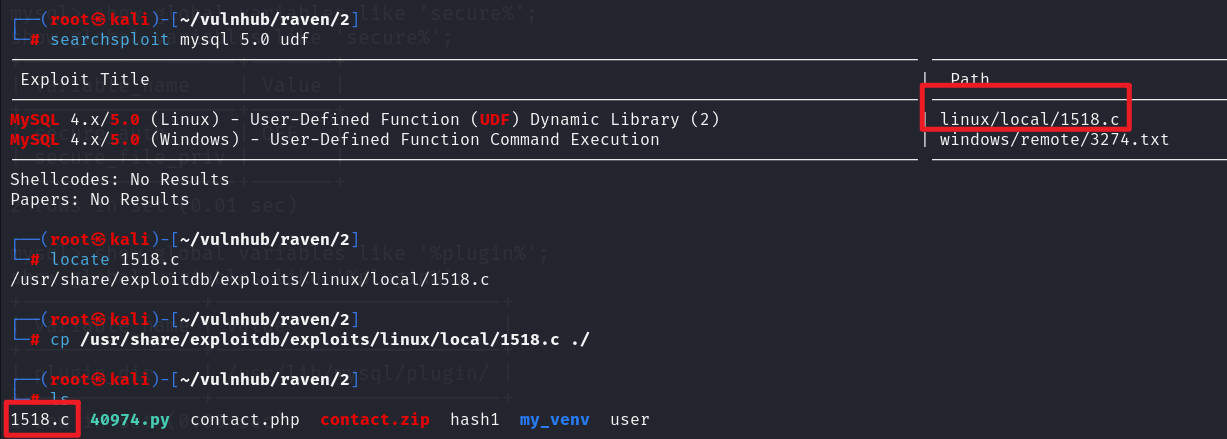 ┌──(root㉿kali)-[~/vulnhub/raven/2]
└─# searchsploit mysql 5.0 udf
Exploit Title | Path
MySQL 4.x/5.0 (Linux) - User-Defined Function (UDF) Dynamic Library (2) | linux/local/1518.c
MySQL 4.x/5.0 (Windows) - User-Defined Function Command Execution | windows/remote/3274.txt
Shellcodes: No Results
Papers: No Results
┌──(root㉿kali)-[~/vulnhub/raven/2]
└─# locate 1518.c
/usr/share/exploitdb/exploits/linux/local/1518.c
┌──(root㉿kali)-[~/vulnhub/raven/2]
└─# cp /usr/share/exploitdb/exploits/linux/local/1518.c ./
┌──(root㉿kali)-[~/vulnhub/raven/2]
└─# ls
1518.c 40974.py contact.php contact.zip hash1 my_venv user